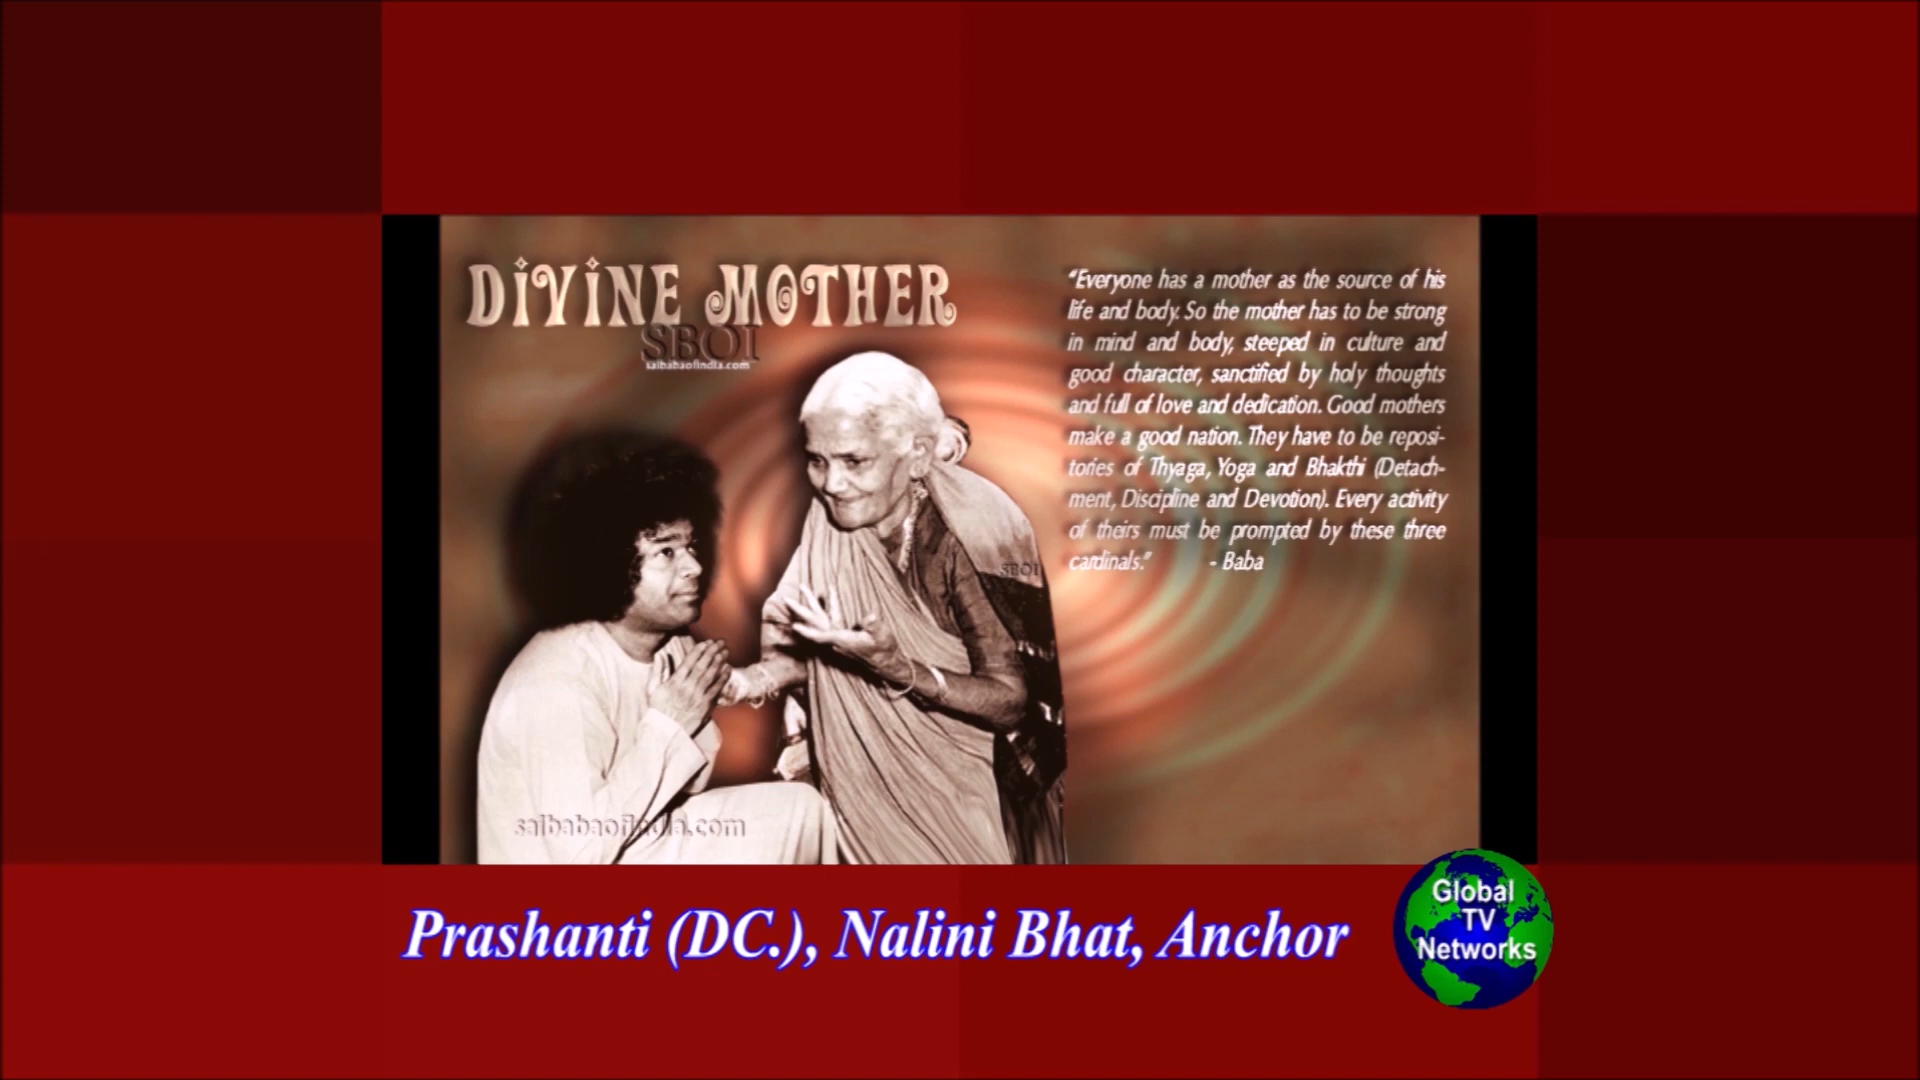 DiViNE MOTHER
SBOI
saibabaofindia.com
“Everyone has a mother as the source of his
life and body. So the mother has to be strong
in mind and body, steeped in culture and
good character, sanctified by holy thoughts
and full of love and dedication. Good mothers
make a good nation. They have to be reposi-
tories of Thyaga, Yoga and Bhakthi (Detach-
ment, Discipline and Devotion). Every activity
of theirs must be prompted by these three
cardinals.” - Baba
SBOI
saibabaofindia.com
Prashanti (DC.), Nalini Bhat, Anchor
Global
TV
Networks